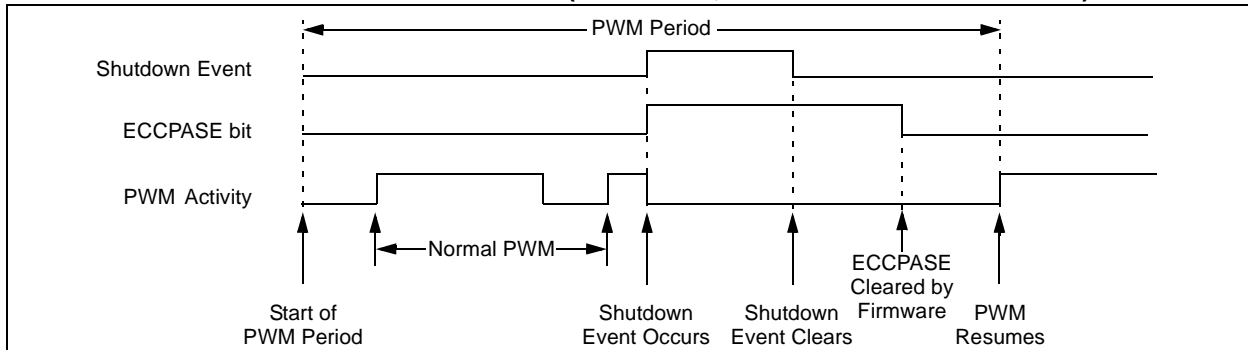 PWM Period
Shutdown Event
ECCPASE bit
PWM Activity
Normal PWM
Start of
PWM Period
Shutdown
Event Occurs
Shutdown
Event Clears
ECCPASE
Cleared by
Firmware
PWM
Resumes